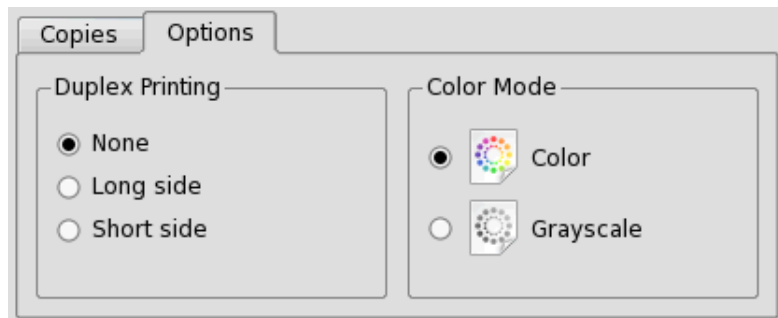 Copies Options
Duplex Printing
None
Long side
Short side
Color Mode
Color
Grayscale